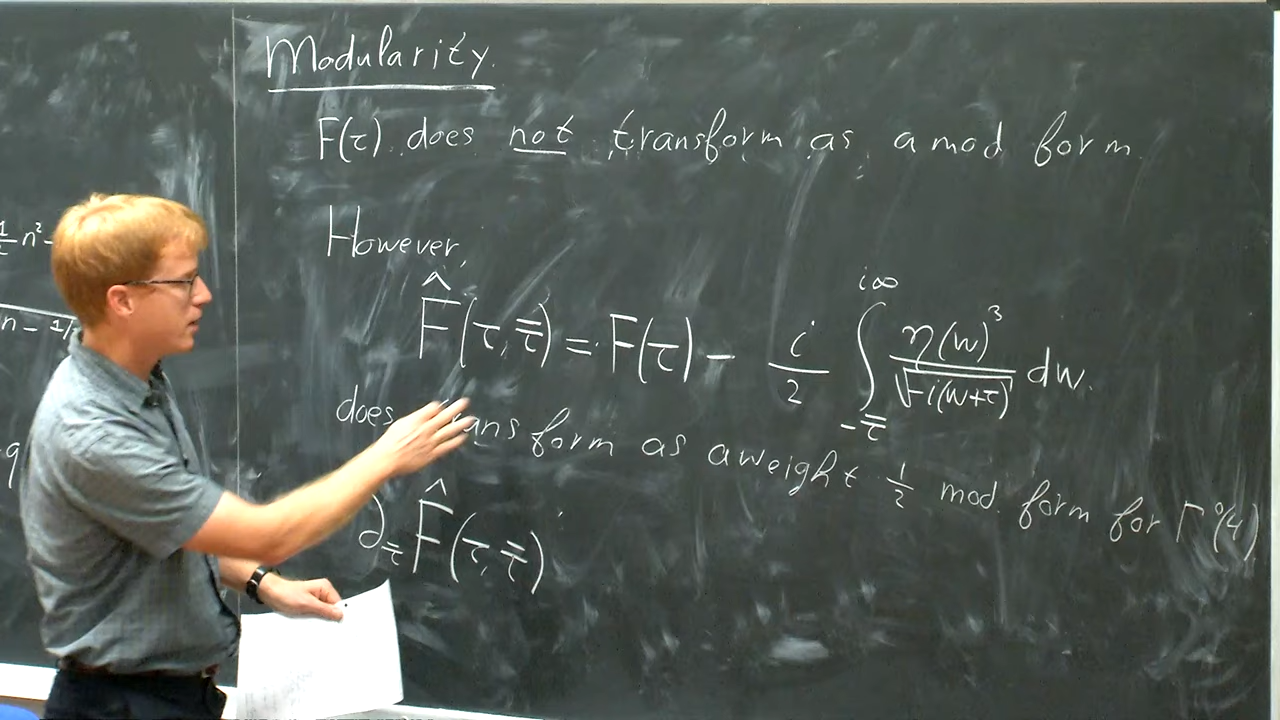 Modularity.
F(τ) does not transform as a mod form.
However,
F̂(τ, τ̄) = F(τ) - i/2 ∫_{-τ̄}^{i∞} η(w)³/√(-i(w+τ)) dw.
does transform as a weight 1/2 mod. form for Γ⁰(4)
∂_τ̄ F̂(τ, τ̄)